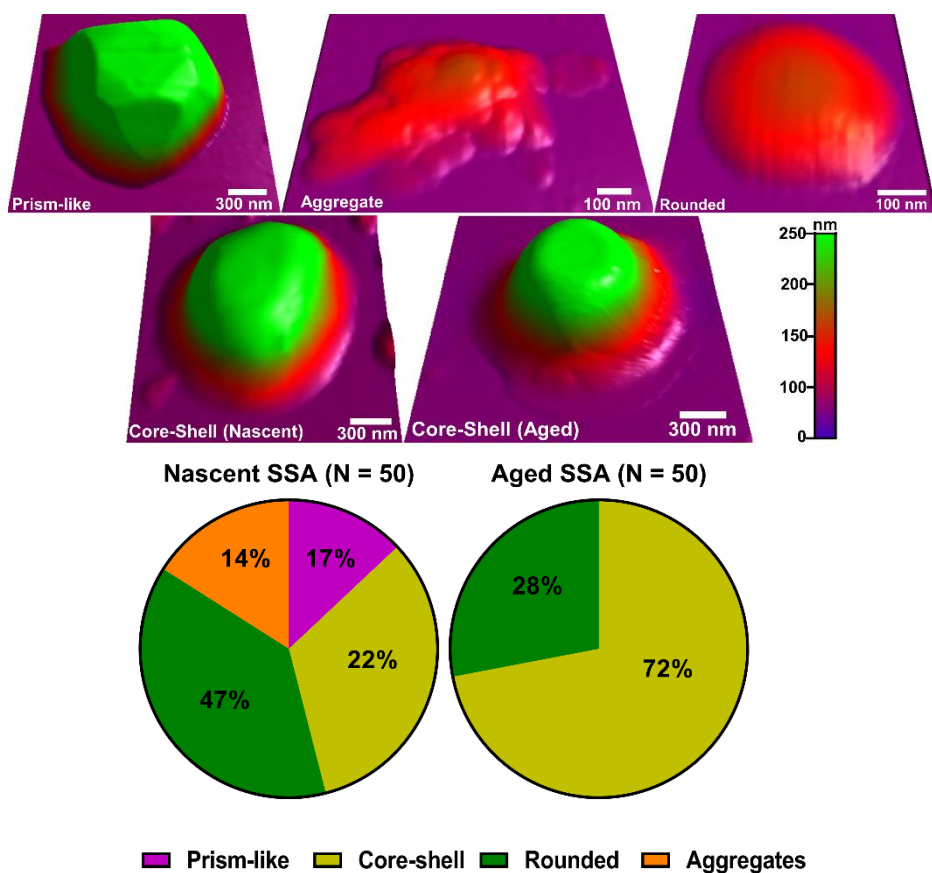 Prism-like
300 nm
Aggregate
100 nm
Rounded
100 nm
Core-Shell (Nascent)
300 nm
Core-Shell (Aged)
300 nm
nm
250
200
150
100
0
Nascent SSA (N = 50)
Aged SSA (N = 50)
14%
17%
22%
47%
28%
72%
Prism-like
Core-shell
Rounded
Aggregates